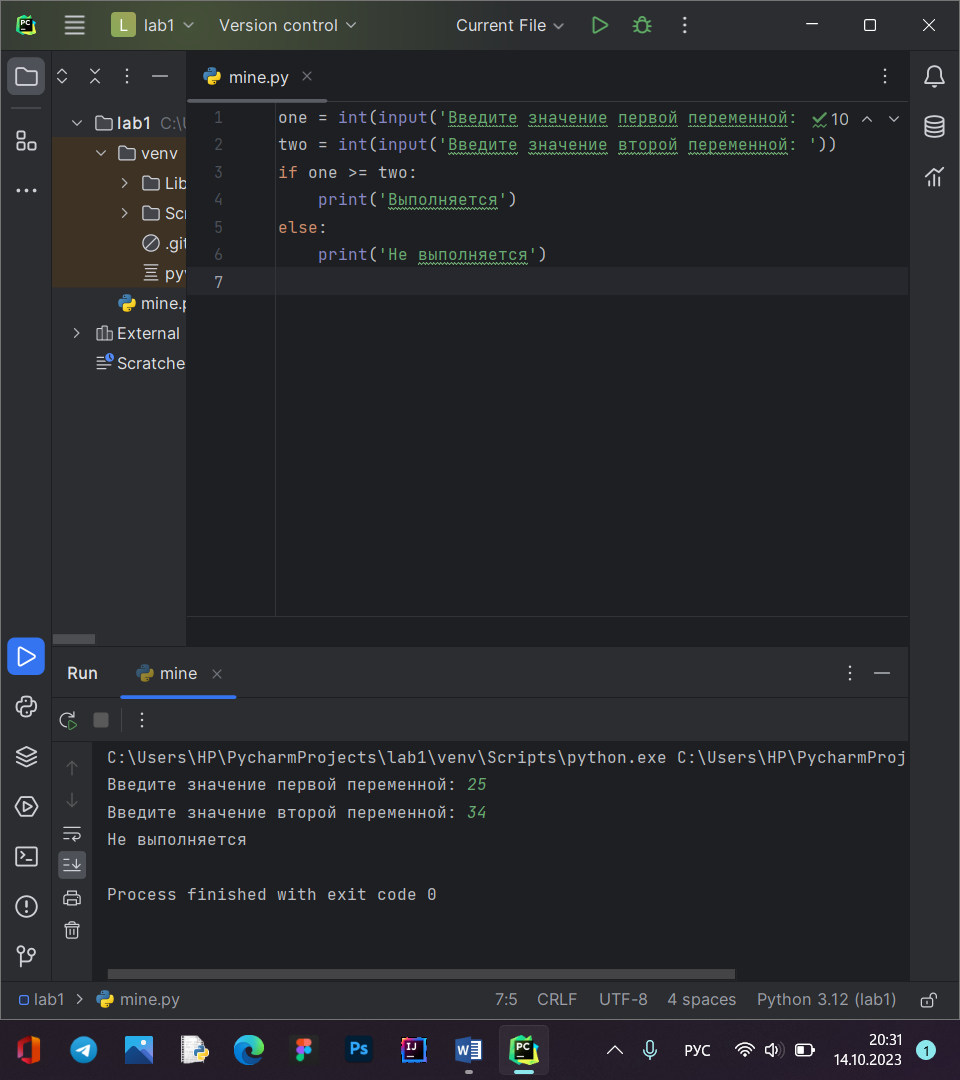 PC
L lab1 Version control Current File
mine.py
lab1 C:\U
venv
Lib
Scr
.git
pyv
mine.p
External
Scratche
1 one = int(input('Введите значение первой переменной: 10
2 two = int(input('Введите значение второй переменной: '))
3 if one >= two:
4 print('Выполняется')
5 else:
6 print('Не выполняется')
7
Run mine
C:\Users\HP\PycharmProjects\lab1\venv\Scripts\python.exe C:\Users\HP\PycharmProj
Введите значение первой переменной: 25
Введите значение второй переменной: 34
Не выполняется
Process finished with exit code 0
lab1 mine.py 7:5 CRLF UTF-8 4 spaces Python 3.12 (lab1)
Ps IJ W PC РУС 20:31 1
14.10.2023